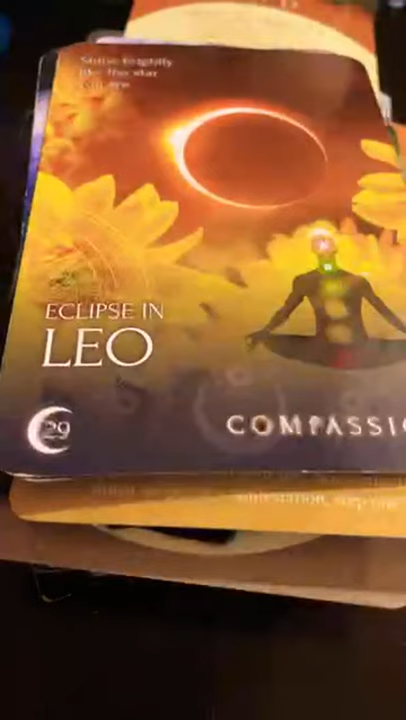 Shine brightly
like the star
you are
ECLIPSE IN
LEO
29
COMPASSI